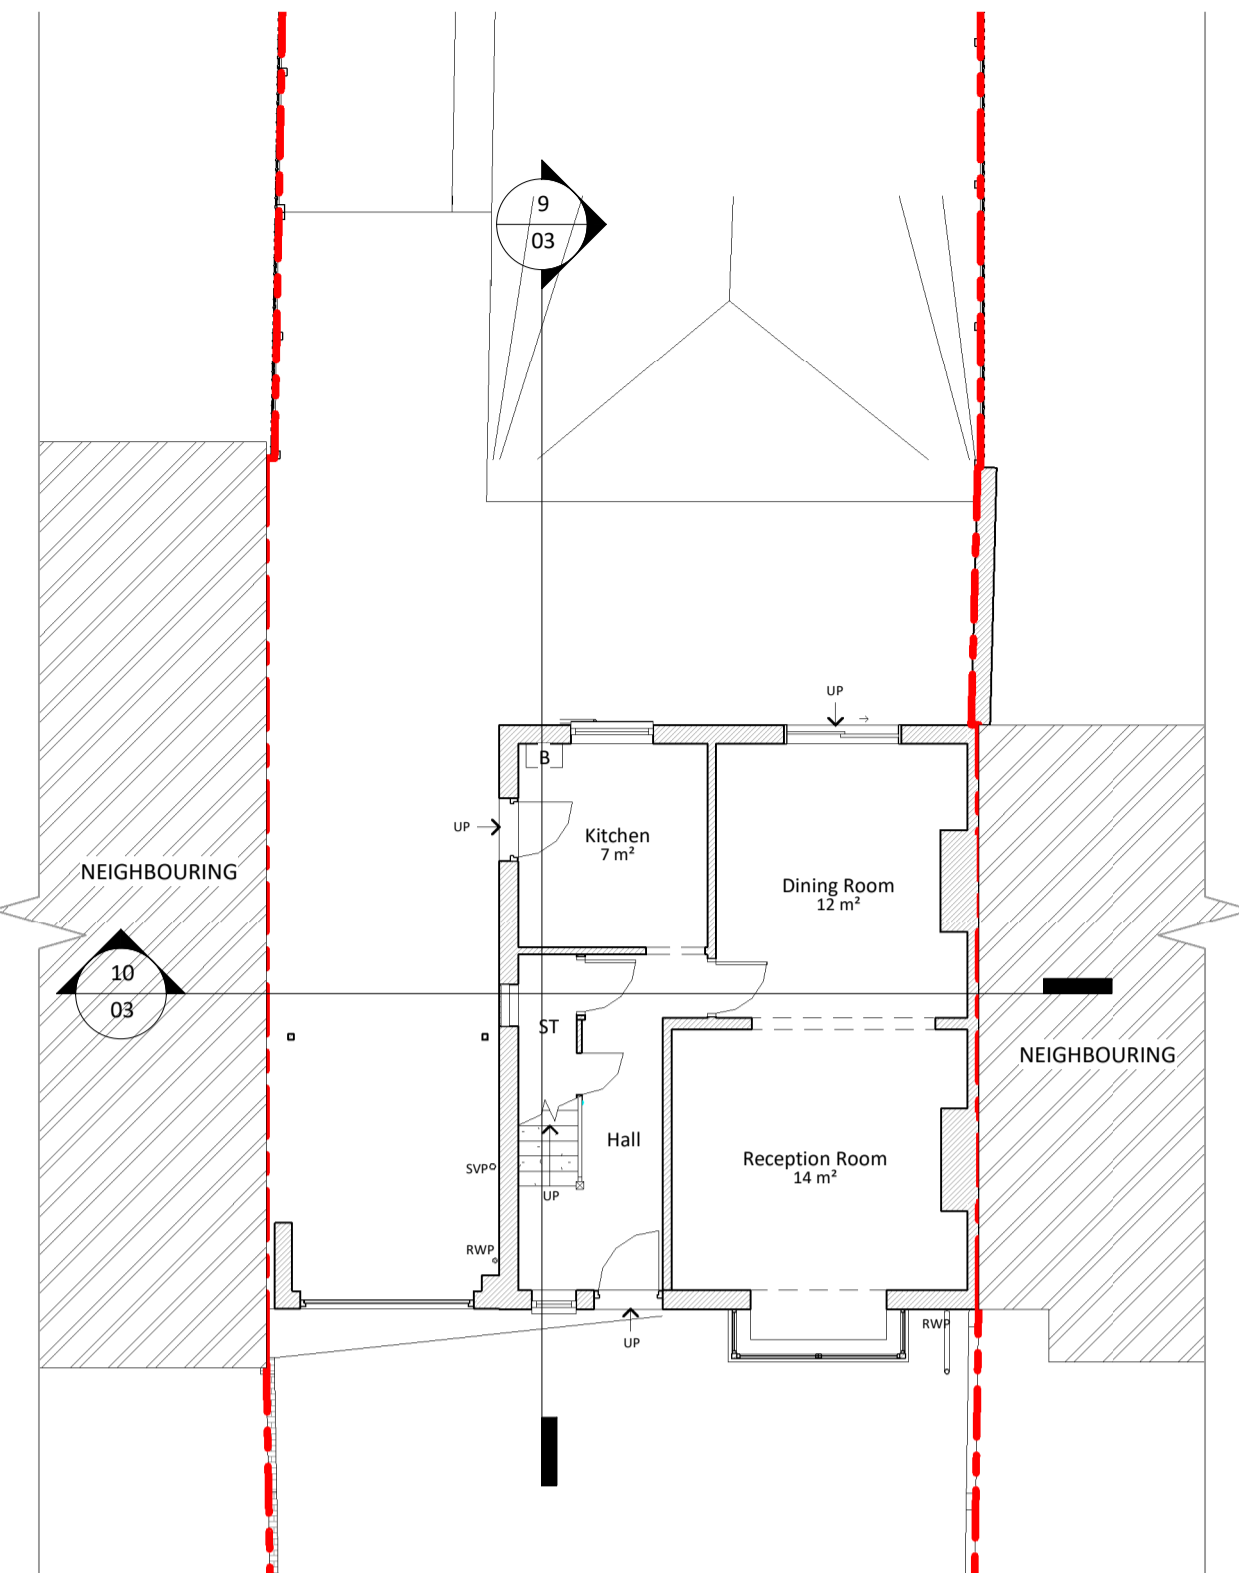 9
03
UP
B
UP
Kitchen
7 m²
NEIGHBOURING
Dining Room
12 m²
10
03
ST
NEIGHBOURING
Hall
Reception Room
14 m²
SVP
UP
RWP
RWP
UP